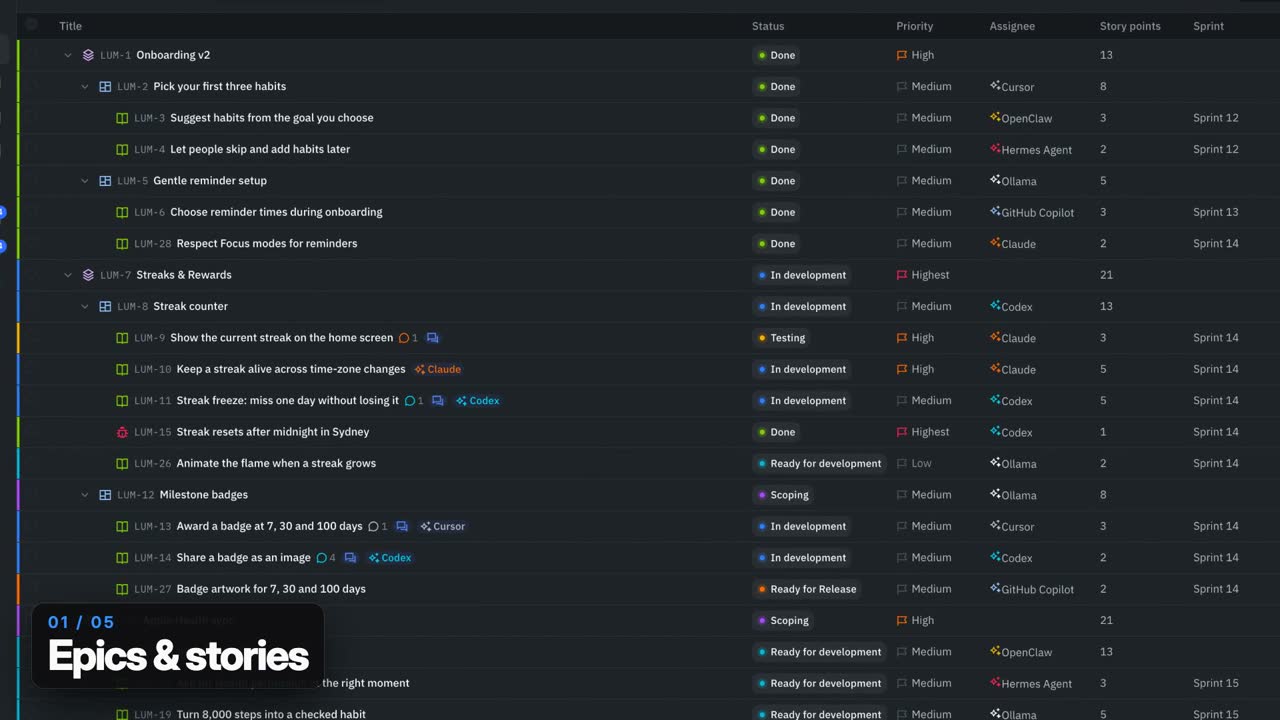 Title Status Priority Assignee Story points Sprint
LUM-1 Onboarding v2 Done High 13
LUM-2 Pick your first three habits Done Medium Cursor 8
LUM-3 Suggest habits from the goal you choose Done Medium OpenClaw 3 Sprint 12
LUM-4 Let people skip and add habits later Done Medium Hermes Agent 2 Sprint 12
LUM-5 Gentle reminder setup Done Medium Ollama 5
LUM-6 Choose reminder times during onboarding Done Medium GitHub Copilot 3 Sprint 13
LUM-28 Respect Focus modes for reminders Done Medium Claude 2 Sprint 14
LUM-7 Streaks & Rewards In development Highest 21
LUM-8 Streak counter In development Medium Codex 13
LUM-9 Show the current streak on the home screen 1 Testing High Claude 3 Sprint 14
LUM-10 Keep a streak alive across time-zone changes Claude In development High Claude 5 Sprint 14
LUM-11 Streak freeze: miss one day without losing it 1 Codex In development Medium Codex 5 Sprint 14
LUM-15 Streak resets after midnight in Sydney Done Highest Codex 1 Sprint 14
LUM-26 Animate the flame when a streak grows Ready for development Low Ollama 2 Sprint 14
LUM-12 Milestone badges Scoping Medium Ollama 8
LUM-13 Award a badge at 7, 30 and 100 days 1 Cursor In development Medium Cursor 3 Sprint 14
LUM-14 Share a badge as an image 4 Codex In development Medium Codex 2 Sprint 14
LUM-27 Badge artwork for 7, 30 and 100 days Ready for Release Medium GitHub Copilot 2 Sprint 14
Apple Health sync Scoping High 21
Ready for development Medium OpenClaw 13
the right moment Ready for development Medium Hermes Agent 3 Sprint 15
LUM-19 Turn 8,000 steps into a checked habit Ready for development Medium Ollama 5 Sprint 15
01 / 05
Epics & stories